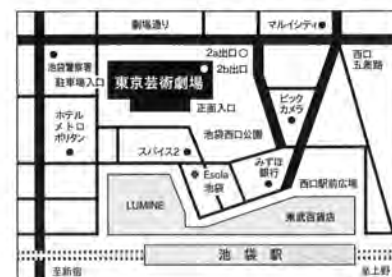 劇場通り
マルイシティ
2a出口
2b出口
西口
五差路
池袋警察署
駐車場入口
東京芸術劇場
正面入口
ビック
カメラ
ホテル
メトロ
ポリタン
池袋西口公園
スパイス2
Esola
池袋
みずほ
銀行
西口駅前広場
LUMINE
東武百貨店
池袋駅
至新宿
至上野